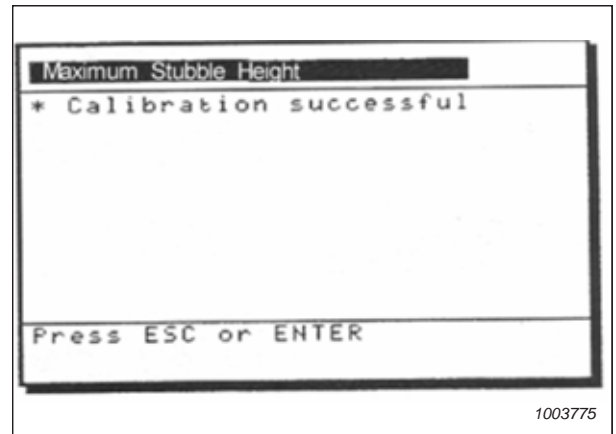 Maximum Stubble Height
* Calibration successful
Press ESC or ENTER
1003775